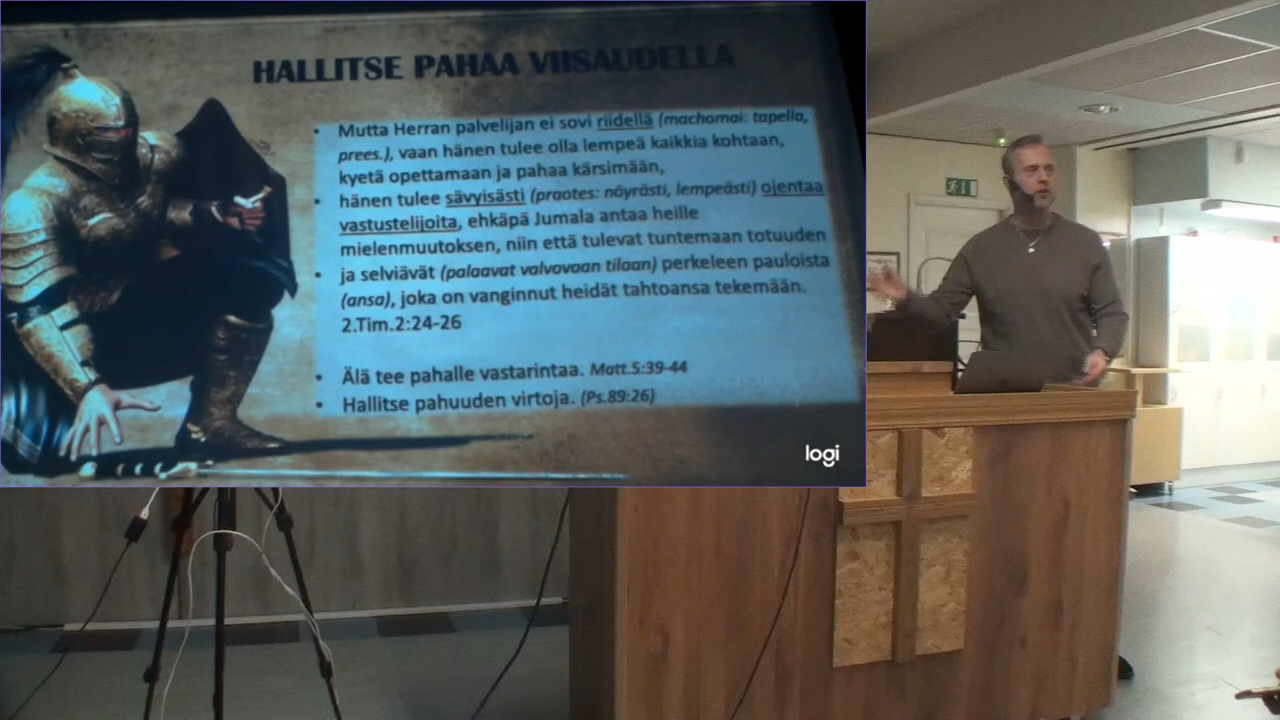 HALLITSE PAHAA VIISAUDELLA
• Mutta Herran palvelijan ei sovi riidellä (machomai: tapella,
prees.), vaan hänen tulee olla lempeä kaikkia kohtaan,
kyetä opettamaan ja pahaa kärsimään,
• hänen tulee sävyisästi (praotes: nöyrästi, lempeästi) ojentaa
vastustelijoita, ehkäpä Jumala antaa heille
mielenmuutoksen, niin että tulevat tuntemaan totuuden
• ja selviävät (palaavat valvovaan tilaan) perkeleen pauloista
(ansa), joka on vanginnut heidät tahtoansa tekemään.
2.Tim.2:24-26
• Älä tee pahalle vastarintaa. Matt.5:39-44
• Hallitse pahuuden virtoja. (Ps.89:26)
logi